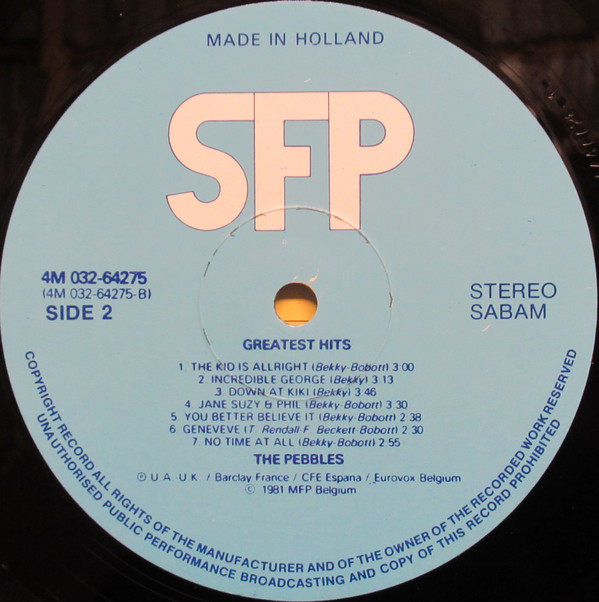 MADE IN HOLLAND
SFP
4M 032-64275
(4M 032-64275-B)
SIDE 2
STEREO
SABAM
GREATEST HITS
1. THE KID IS ALLRIGHT (Bekky-Bobott) 3:00
2. INCREDIBLE GEORGE (Bekky) 3:13
3. DOWN AT KIKI (Bekky) 3:46
4. JANE SUZY & PHIL (Bekky-Bobott) 3:30
5. YOU BETTER BELIEVE IT (Bekky-Bobott) 2:38
6. GENEVEVE (T. Rendall-F. Beckett-Bobott) 2:30
7. NO TIME AT ALL (Bekky-Bobott) 2:55
THE PEBBLES
℗ U.A.-U.K. / Barclay France / CFE Espana / Eurovox Belgium
© 1981 MFP Belgium
COPYRIGHT RECORD ALL RIGHTS OF THE MANUFACTURER AND OF THE OWNER OF THE RECORDED WORK RESERVED
UNAUTHORISED PUBLIC PERFORMANCE BROADCASTING AND COPY OF THIS RECORD PROHIBITED